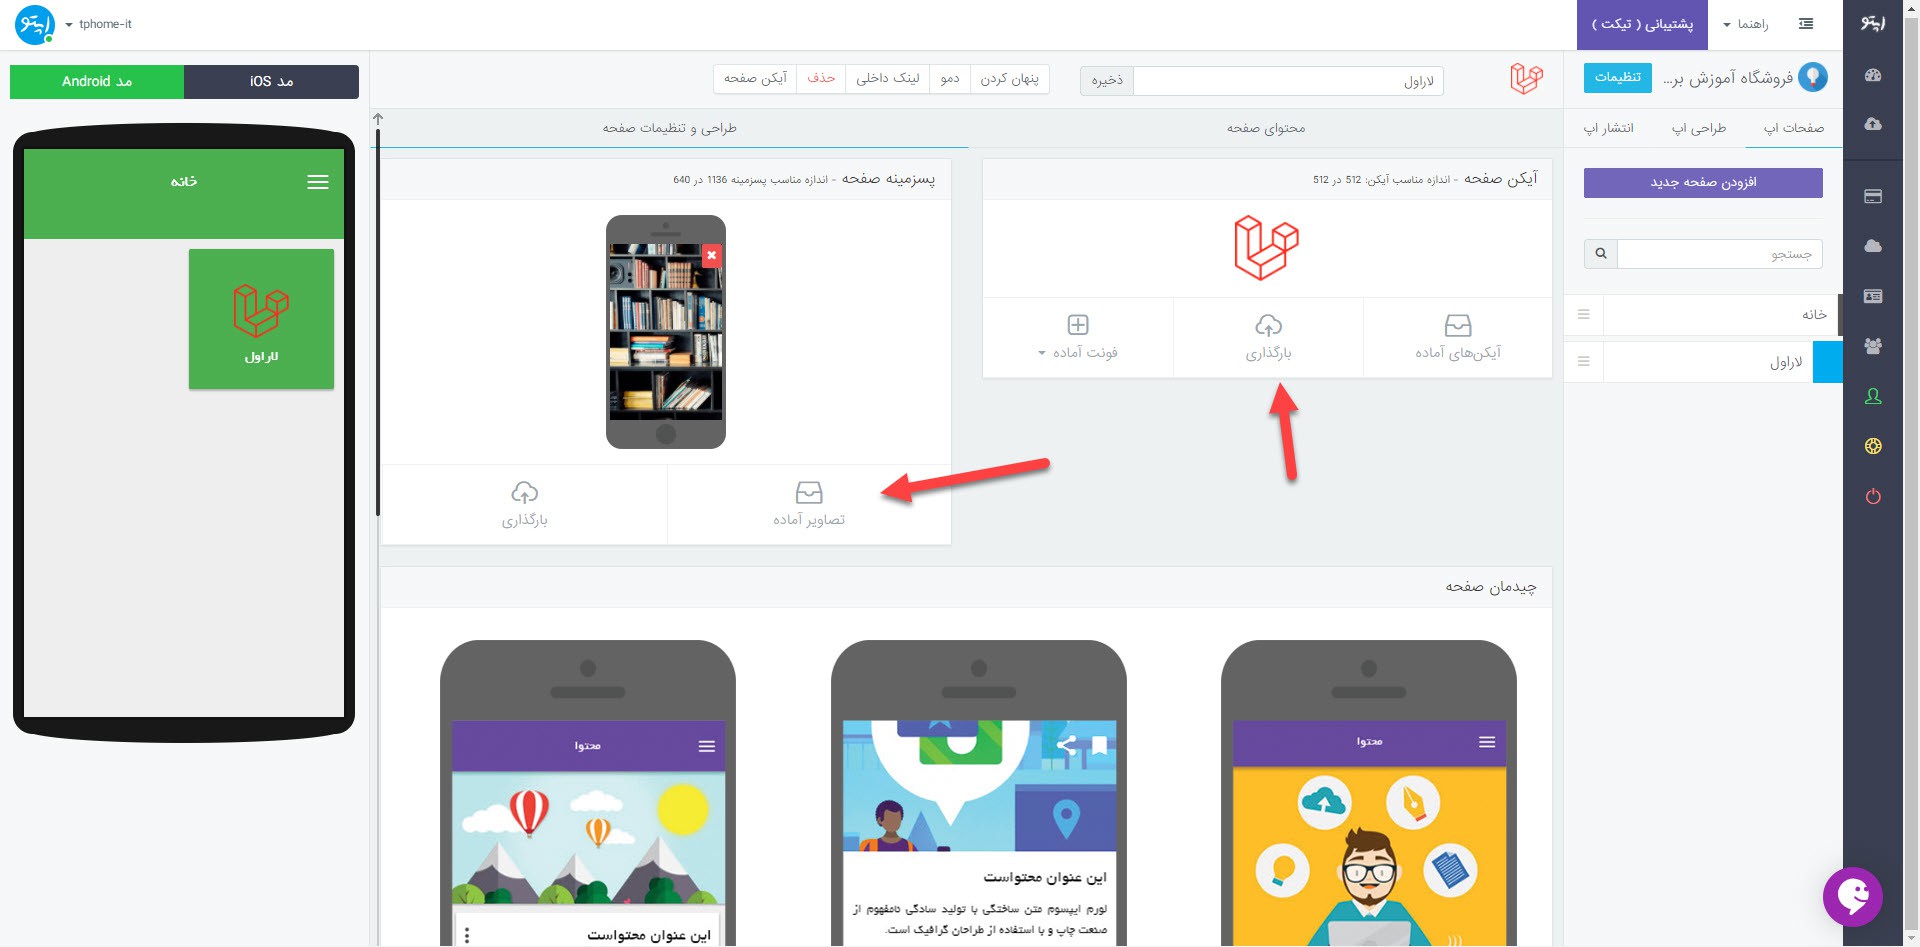 اپتو
راهنما
پشتیبانی ( تیکت )
tphome-it
اپتو
فروشگاه آموزش بر...
تنظیمات
صفحات اپ
طراحی اپ
انتشار اپ
افزودن صفحه جدید
جستجو
خانه
لاراول
لاراول
ذخیره
پنهان کردن
دمو
لینک داخلی
حذف
آیکن صفحه
محتوای صفحه
طراحی و تنظیمات صفحه
آیکن صفحه - اندازه مناسب آیکن: 512 در 512
آیکن‌های آماده
بارگذاری
فونت آماده
پسزمینه صفحه - اندازه مناسب پسزمینه 1136 در 640
تصاویر آماده
بارگذاری
چیدمان صفحه
محتوا
این عنوان محتواست
لورم ایپسوم متن ساختگی با تولید سادگی نامفهوم از
صنعت چاپ و با استفاده از طراحان گرافیک است.
محتوا
این عنوان محتواست
مد iOS
مد Android
خانه
لاراول